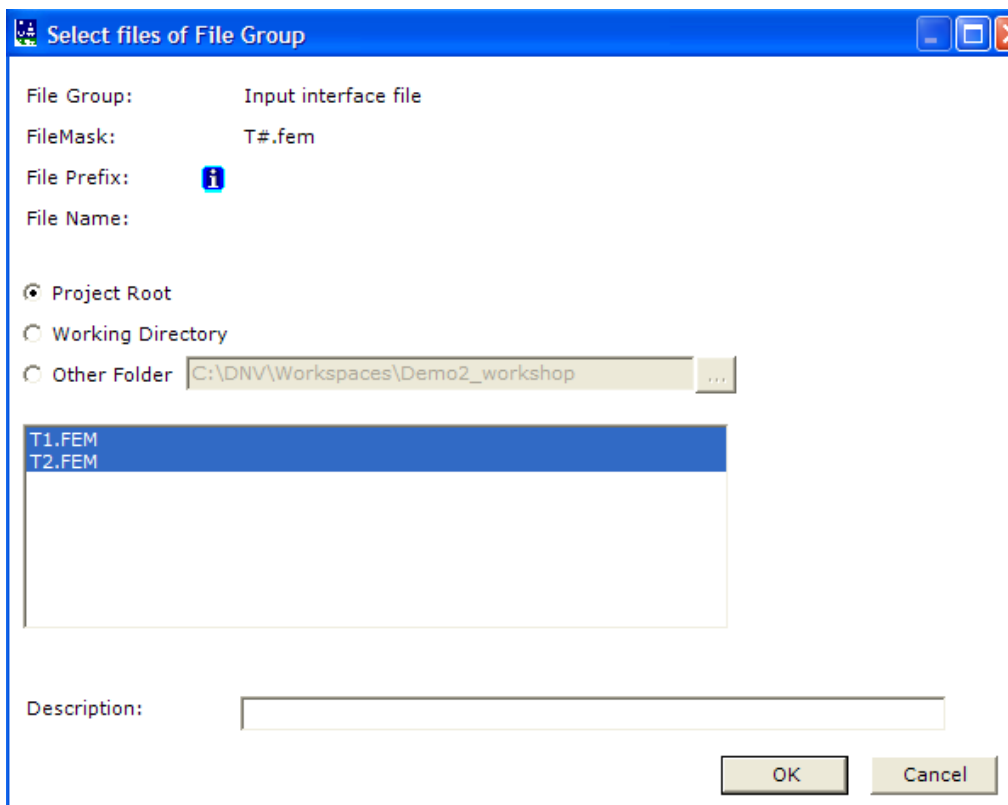 Select files of File Group
File Group: Input interface file
FileMask: T#.fem
File Prefix: i
File Name:
Project Root
Working Directory
Other Folder C:\DNV\Workspaces\Demo2_workshop ...
T1.FEM
T2.FEM
Description:
OK Cancel